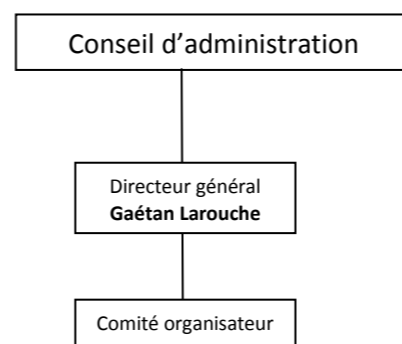 Conseil d’administration
Directeur général
Gaétan Larouche
Comité organisateur